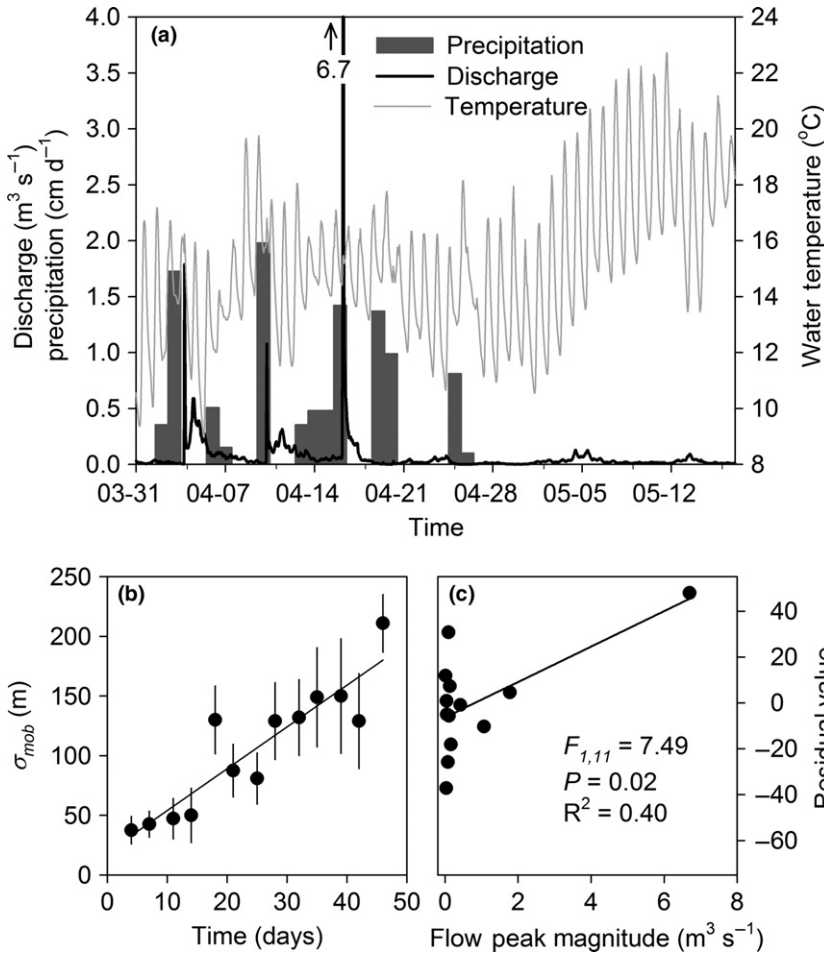 (a)
4.0
3.5
3.0
2.5
2.0
1.5
1.0
0.5
0.0
Discharge (m³ s⁻¹)
precipitation (cm d⁻¹)
6.7
Precipitation
Discharge
Temperature
24
22
20
18
16
14
12
10
8
Water temperature (°C)
03-31 04-07 04-14 04-21 04-28 05-05 05-12
Time
(b)
250
200
150
100
50
0
σmob (m)
0 10 20 30 40 50
Time (days)
(c)
F1,11 = 7.49
P = 0.02
R² = 0.40
40
20
0
−20
−40
−60
Residual value
0 2 4 6 8
Flow peak magnitude (m³ s⁻¹)